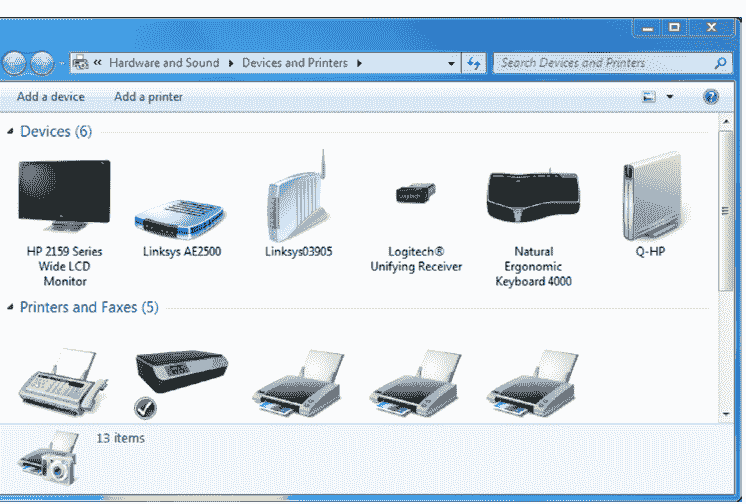 « Hardware and Sound ▸ Devices and Printers ▸ Search Devices and Printers
Add a device Add a printer
Devices (6)
HP 2159 Series
Wide LCD
Monitor
Linksys AE2500
Linksys03905
Logitech®
Unifying Receiver
Natural
Ergonomic
Keyboard 4000
Q-HP
Printers and Faxes (5)
13 items